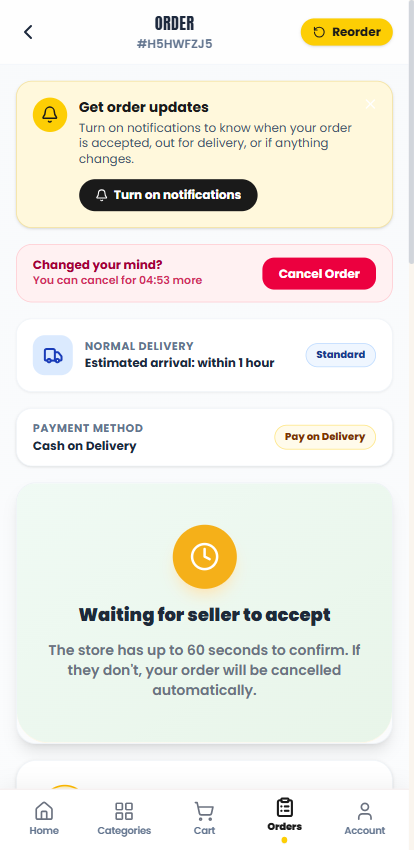 ORDER
#H5HWFZJ5
Reorder
Get order updates
Turn on notifications to know when your order
is accepted, out for delivery, or if anything
changes.
Turn on notifications
Changed your mind?
You can cancel for 04:53 more
Cancel Order
NORMAL DELIVERY
Estimated arrival: within 1 hour
Standard
PAYMENT METHOD
Cash on Delivery
Pay on Delivery
Waiting for seller to accept
The store has up to 60 seconds to confirm. If
they don't, your order will be cancelled
automatically.
Home
Categories
Cart
Orders
Account